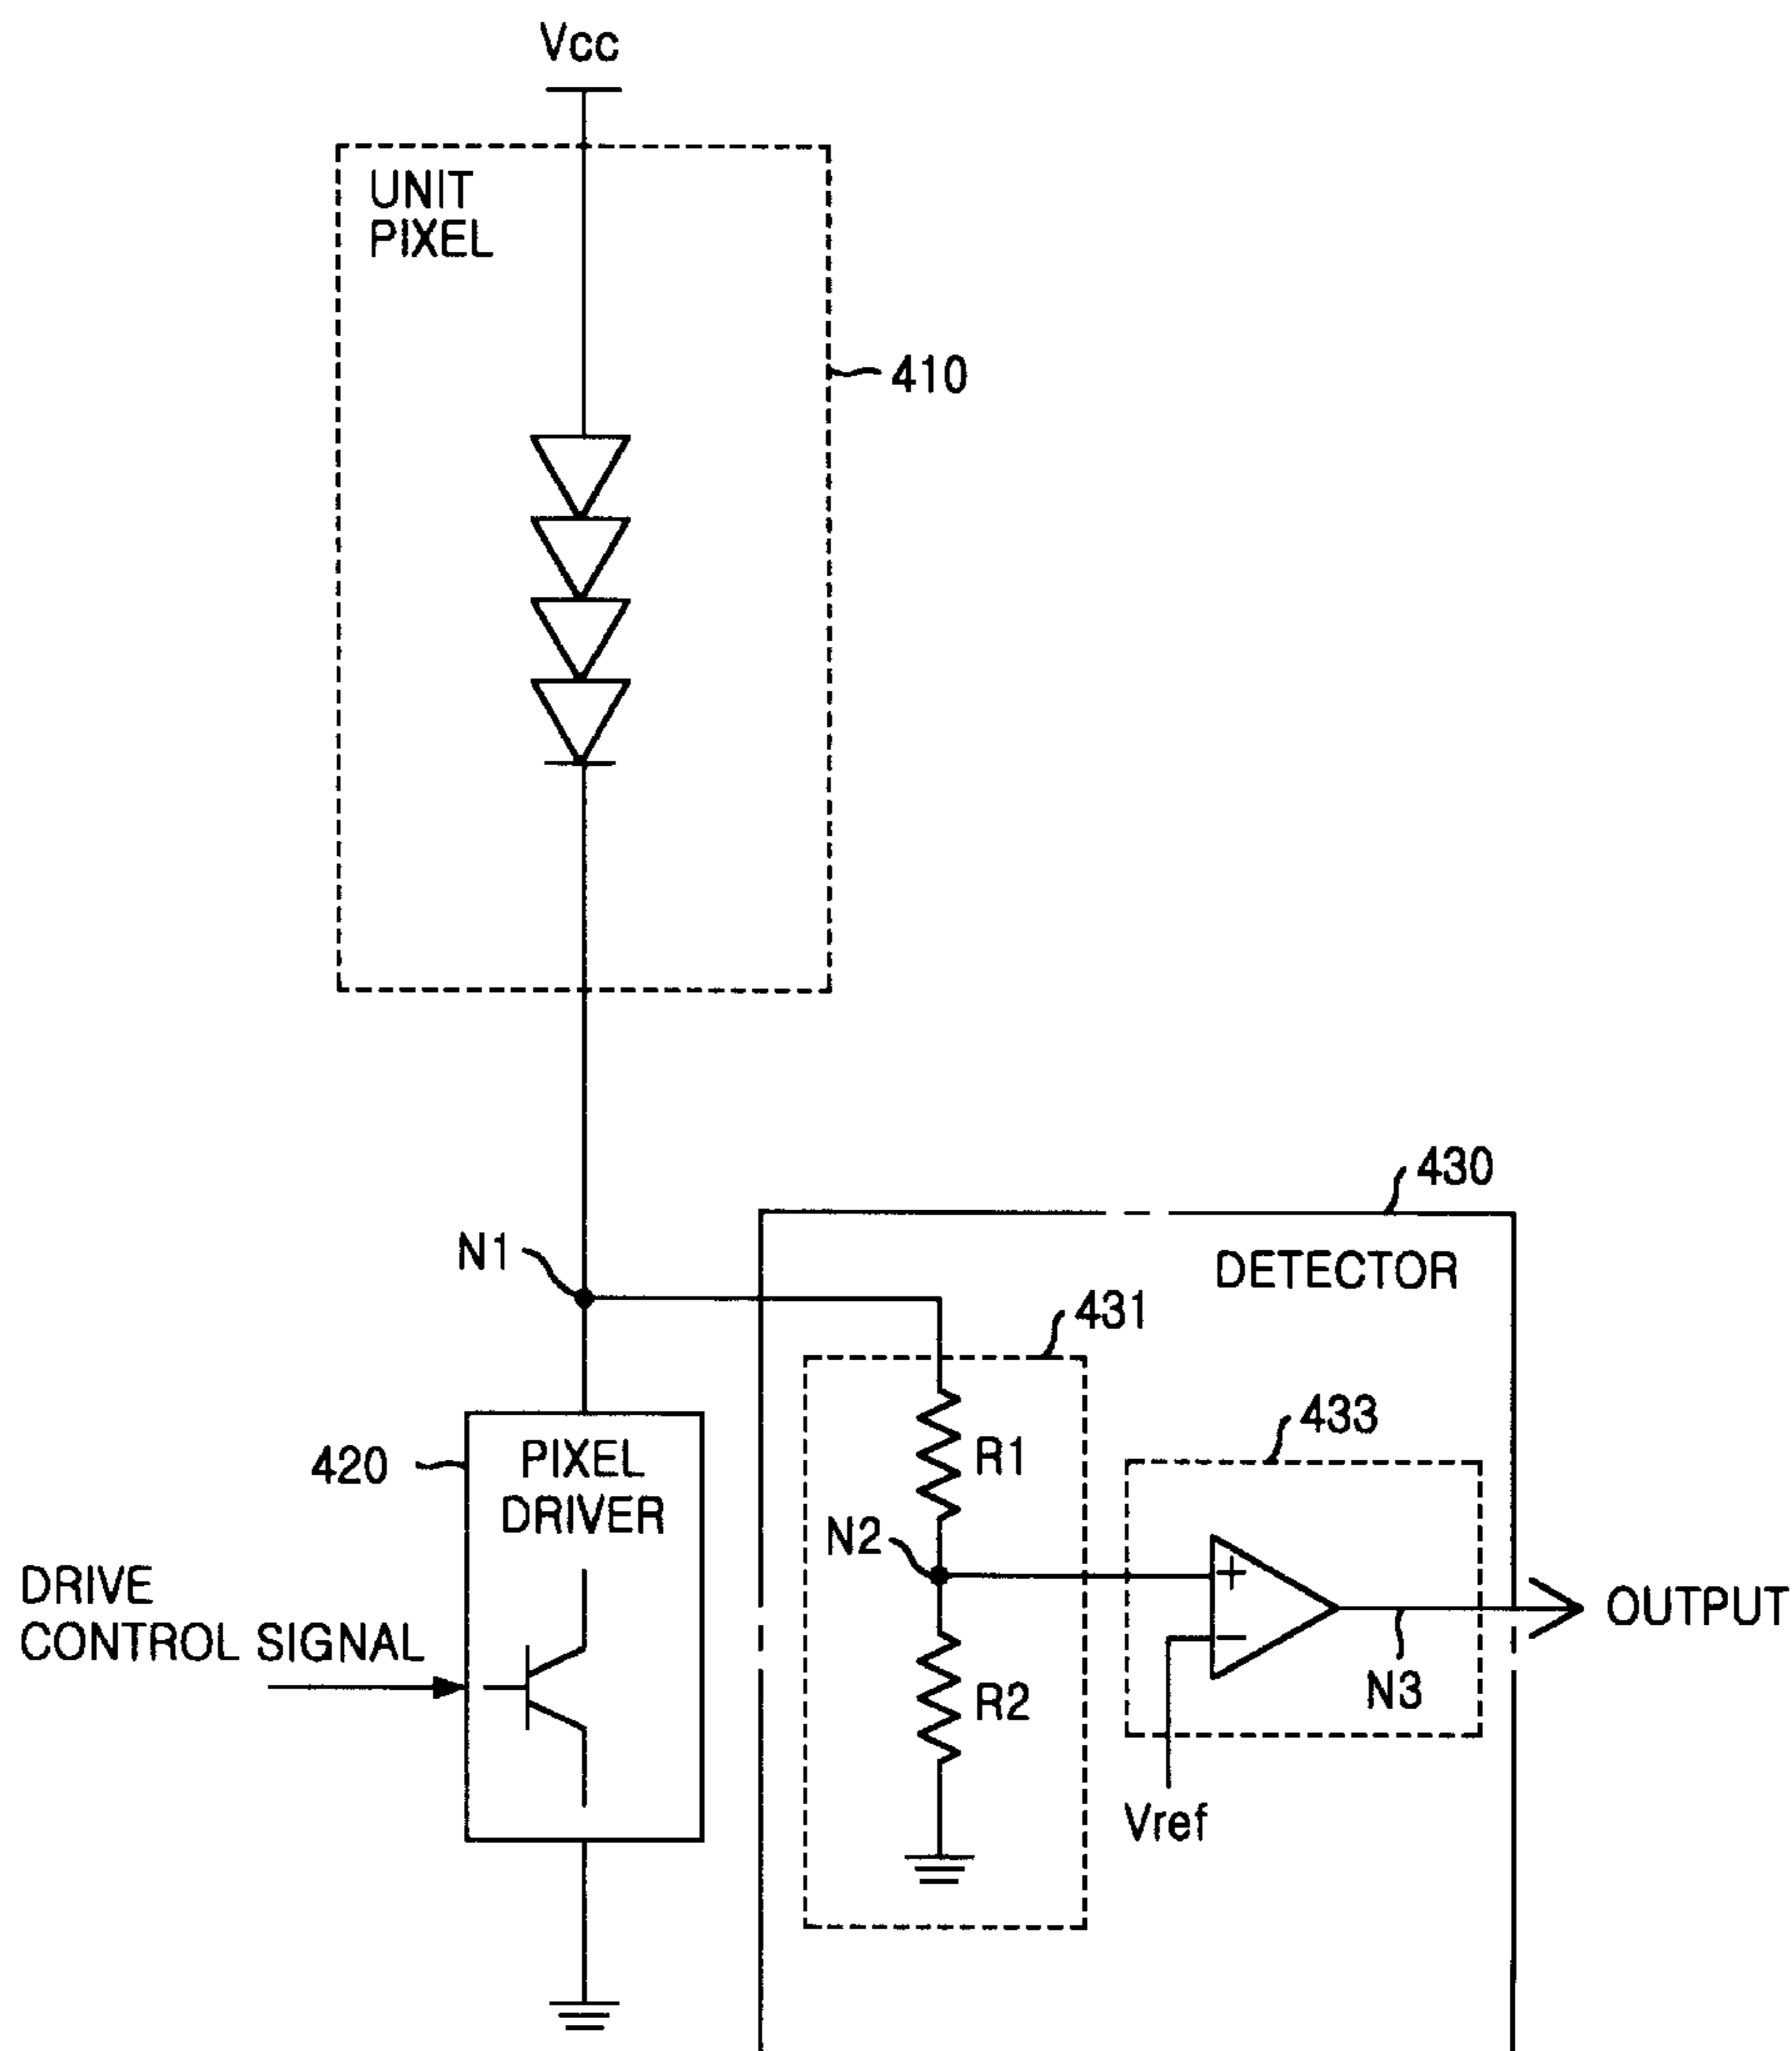 Vcc
UNIT
PIXEL
410
430
N1
DETECTOR
431
433
420
PIXEL
DRIVER
R1
N2
+
DRIVE
CONTROL SIGNAL
OUTPUT
−
N3
R2
Vref